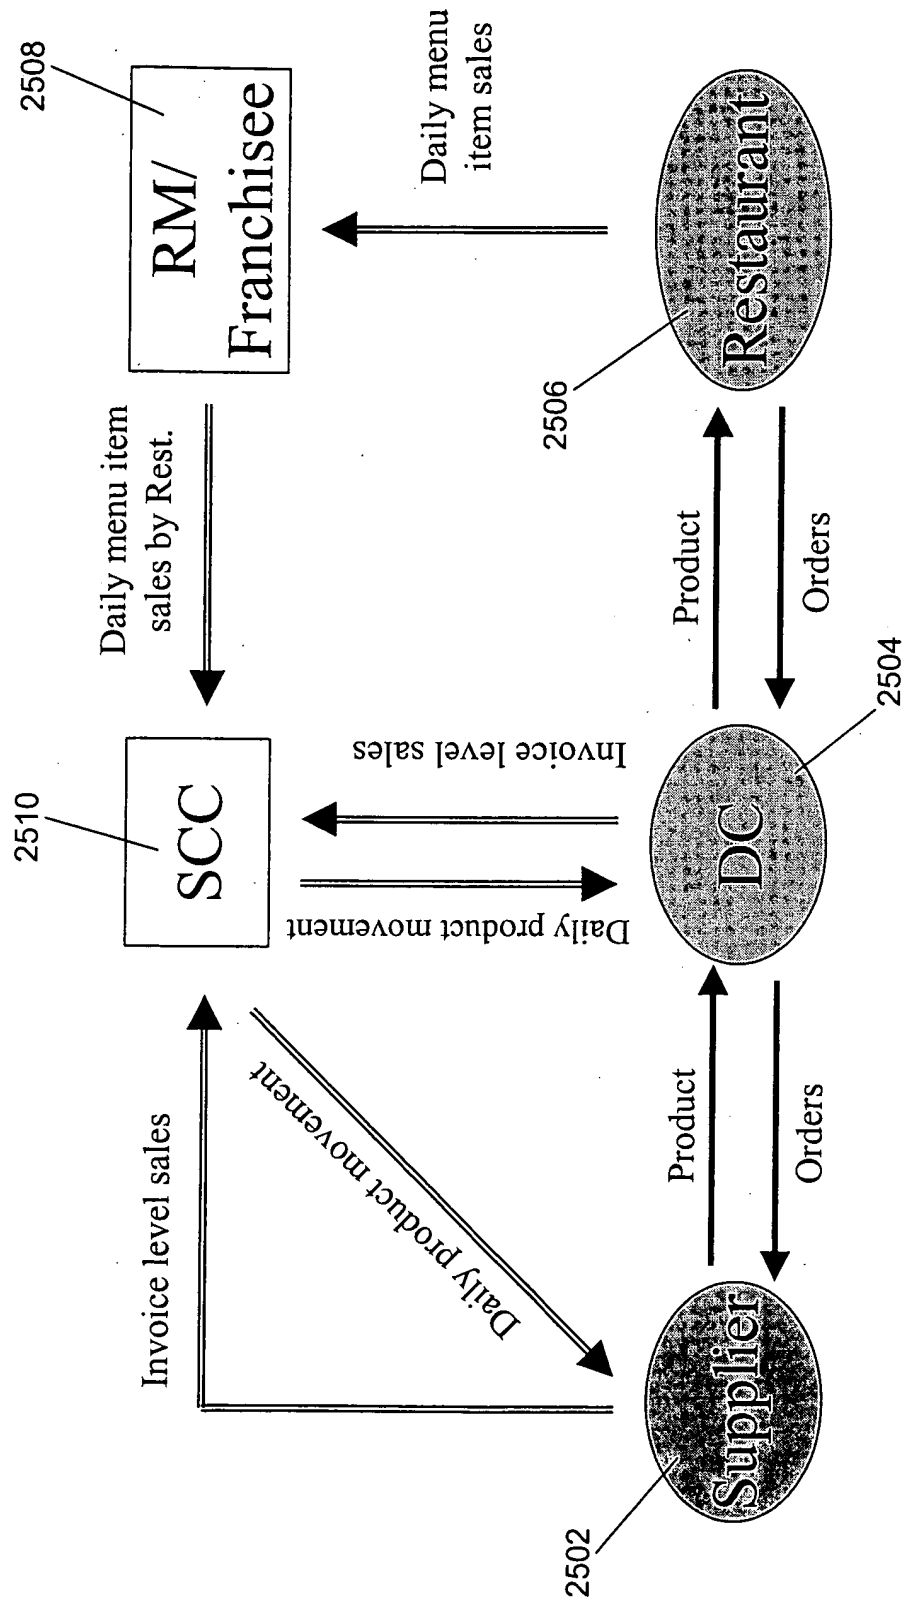 2510
2508
SCC
RM/
Franchisee
Invoice level sales
Daily menu item
sales by Rest.
Daily product movement
Daily product movement
Invoice level sales
Daily menu
item sales
2506
Product
Product
Supplier
DC
Restaurant
Orders
Orders
2502
2504